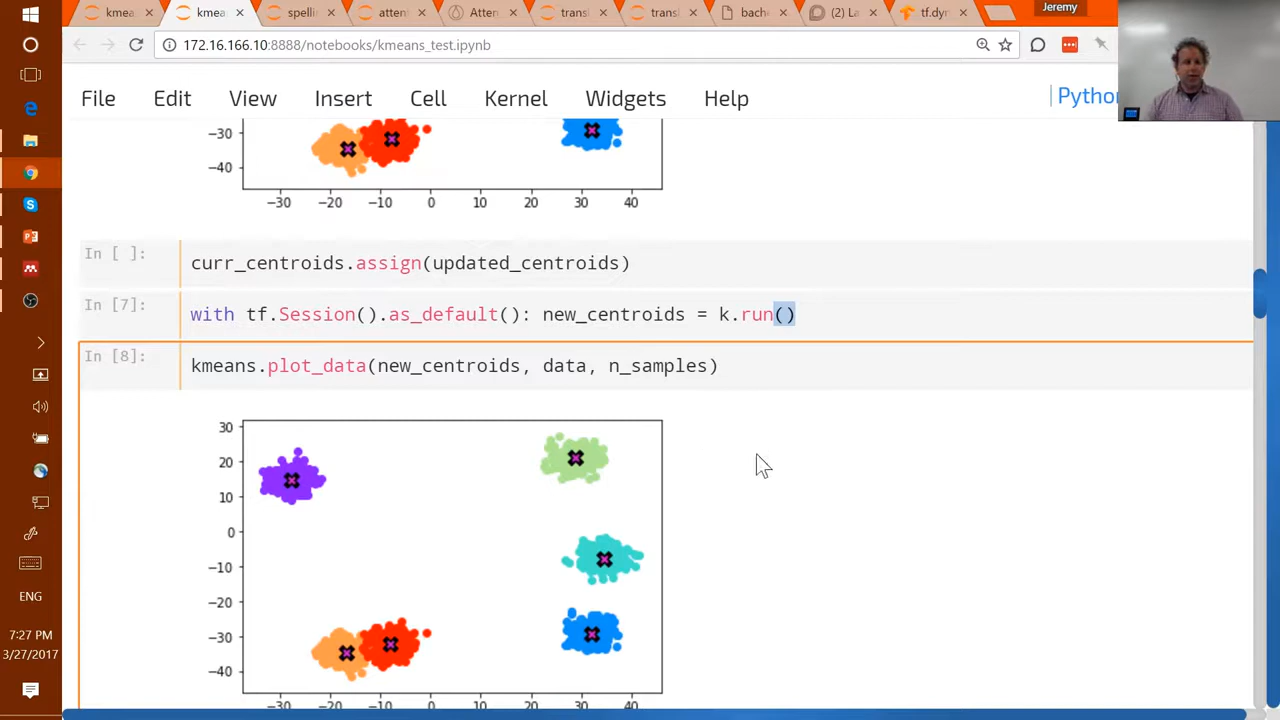 kmea
kmea
spellin
attent
Atten
transl
transl
bache
(2) La
tf.dyn
Jeremy
172.16.166.10:8888/notebooks/kmeans_test.ipynb
File Edit View Insert Cell Kernel Widgets Help
Python
−30
−40
−30 −20 −10 0 10 20 30 40
In [ ]: curr_centroids.assign(updated_centroids)
In [7]: with tf.Session().as_default(): new_centroids = k.run()
In [8]: kmeans.plot_data(new_centroids, data, n_samples)
30
20
10
0
−10
−20
−30
−40
−30 −20 −10 0 10 20 30 40
ENG
7:27 PM
3/27/2017